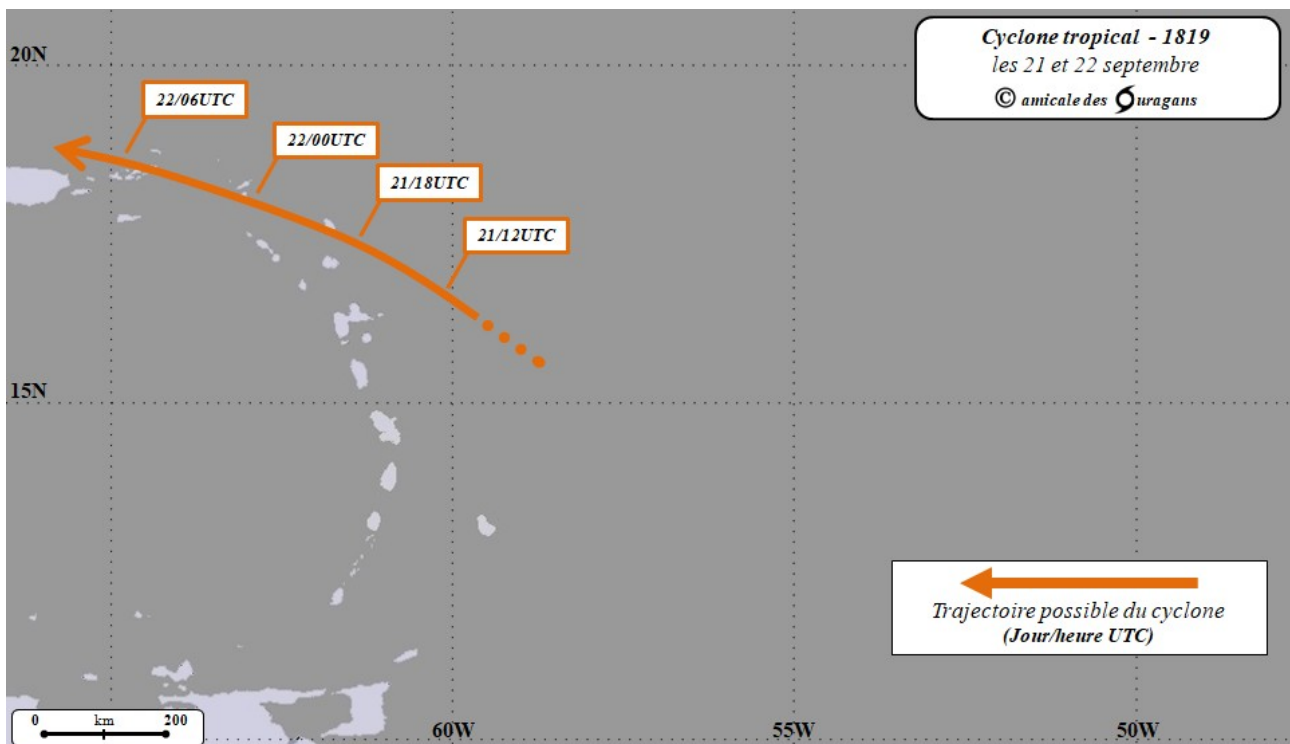 Cyclone tropical - 1819
les 21 et 22 septembre
© amicale des Ouragans
20N
22/06UTC
22/00UTC
21/18UTC
21/12UTC
15N
Trajectoire possible du cyclone
(Jour/heure UTC)
0 km 200
60W 55W 50W